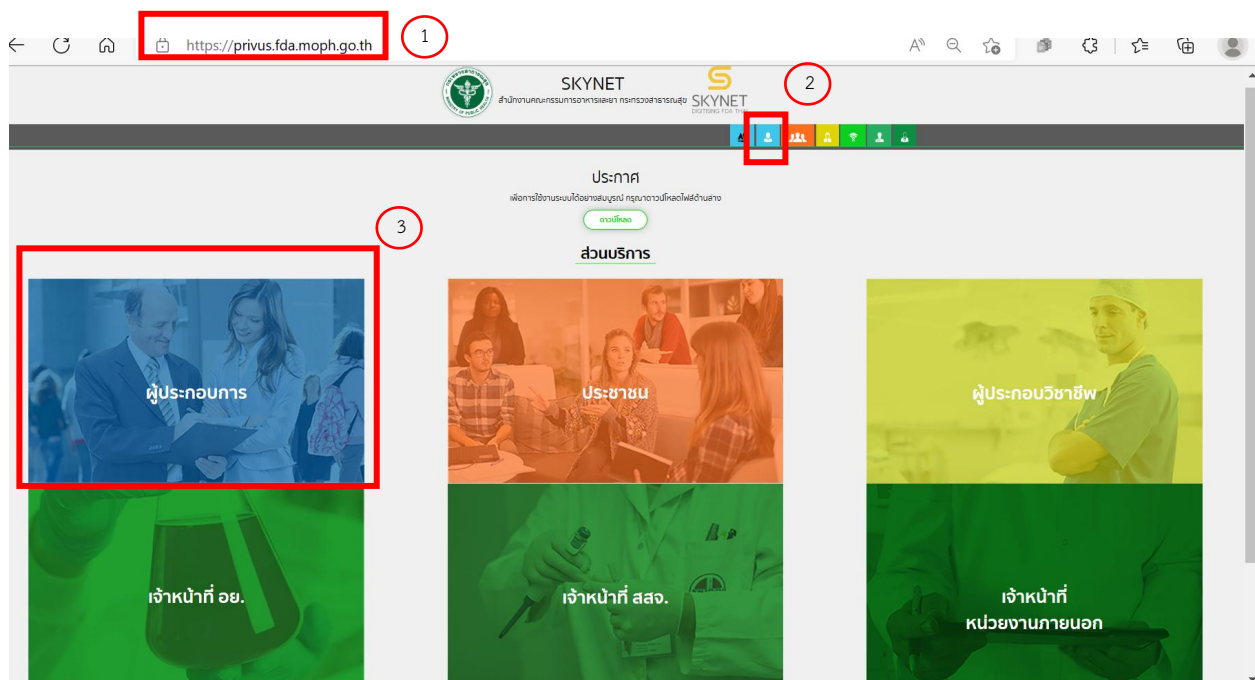 1
https://privus.fda.moph.go.th
SKYNET
สำนักงานคณะกรรมการอาหารและยา กระทรวงสาธารณสุข
SKYNET
DIGITISING FDA THAI
2
ประกาศ
เพื่อการใช้งานระบบได้อย่างสมบูรณ์ กรุณาดาวน์โหลดไฟล์ด้านล่าง
ดาวน์โหลด
3
ส่วนบริการ
ผู้ประกอบการ
ประชาชน
ผู้ประกอบวิชาชีพ
เจ้าหน้าที่ อย.
เจ้าหน้าที่ สสจ.
เจ้าหน้าที่
หน่วยงานภายนอก